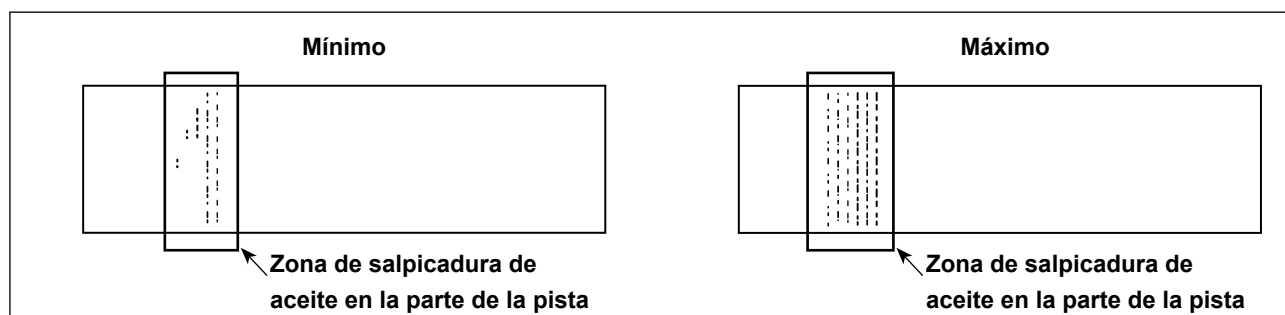 Mínimo
Máximo
Zona de salpicadura de
aceite en la parte de la pista
Zona de salpicadura de
aceite en la parte de la pista